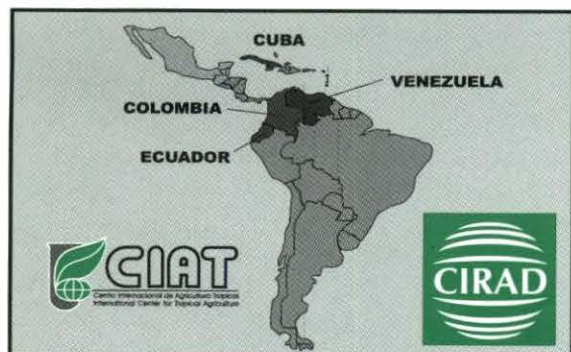 CUBA
VENEZUELA
COLOMBIA
ECUADOR
CIAT
Centro Internacional de Agricultura Tropical
International Center for Tropical Agriculture
CIRAD